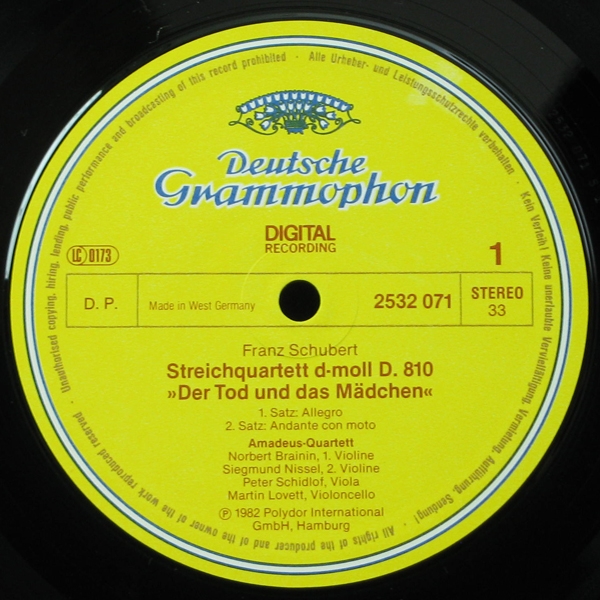 Unauthorised copying, hiring, lending, public performance and broadcasting of this record prohibited · Alle Urheber- und Leistungsschutzrechte vorbehalten · Kein Verleih! Keine unerlaubte Vervielfältigung, Vermietung, Aufführung, Sendung! · All rights of the producer and of the owner of the work reproduced reserved ·
Deutsche
Grammophon
DIGITAL
RECORDING
LC 0173
1
D. P.
Made in West Germany
2532 071
STEREO
33
Franz Schubert
Streichquartett d-moll D. 810
»Der Tod und das Mädchen«
1. Satz: Allegro
2. Satz: Andante con moto
Amadeus-Quartett
Norbert Brainin, 1. Violine
Siegmund Nissel, 2. Violine
Peter Schidlof, Viola
Martin Lovett, Violoncello
Ⓟ 1982 Polydor International
GmbH, Hamburg